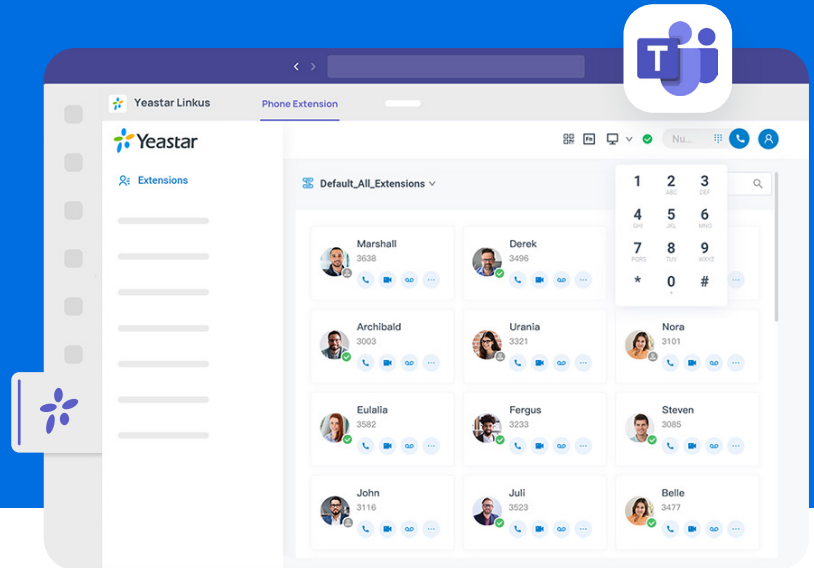 T
Yeastar Linkus
Phone Extension
Yeastar
Fn
Nu...
Extensions
Default_All_Extensions
1 2 3
ABC DEF
4 5 6
GHI JKL MNO
7 8 9
PQRS TUV WXYZ
* 0 #
+
Marshall
3638
Derek
3496
Archibald
3003
Urania
3321
Nora
3101
Eulalia
3582
Fergus
3233
Steven
3085
John
3116
Juli
3523
Belle
3477